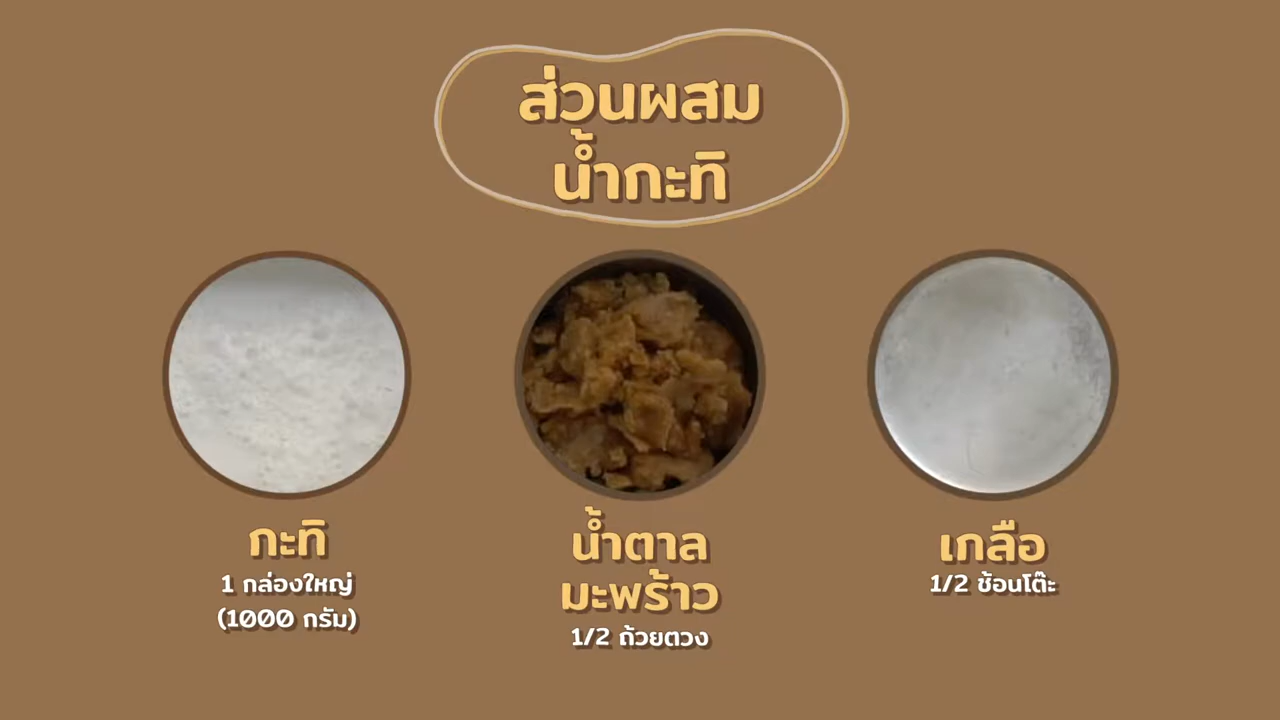 ส่วนผสม
น้ำกะทิ
กะทิ
1 กล่องใหญ่
(1000 กรัม)
น้ำตาล
มะพร้าว
1/2 ถ้วยตวง
เกลือ
1/2 ช้อนโต๊ะ